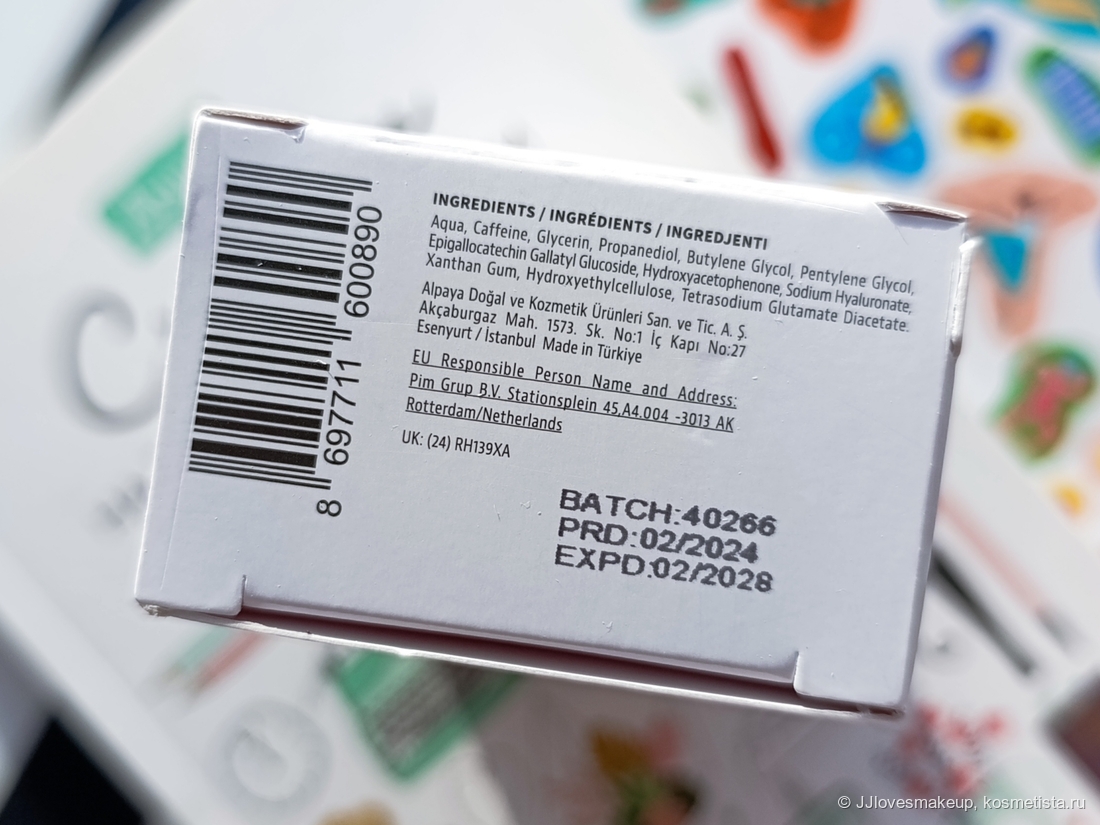 INGREDIENTS / INGRÉDIENTS / INGREDJENTI
Aqua, Caffeine, Glycerin, Propanediol, Butylene Glycol, Pentylene Glycol,
Epigallocatechin Gallatyl Glucoside, Hydroxyacetophenone, Sodium Hyaluronate,
Xanthan Gum, Hydroxyethylcellulose, Tetrasodium Glutamate Diacetate.
Alpaya Doğal ve Kozmetik Ürünleri San. ve Tic. A. Ş.
Akçaburgaz Mah. 1573. Sk. No:1 İç Kapı No:27
Esenyurt / İstanbul Made in Türkiye
EU Responsible Person Name and Address:
Pim Grup B.V. Stationsplein 45,A4.004 -3013 AK
Rotterdam/Netherlands
UK: (24) RH139XA
8 697711 600890
BATCH:40266
PRD:02/2024
EXPD:02/2028
© JJlovesmakeup, kosmetista.ru